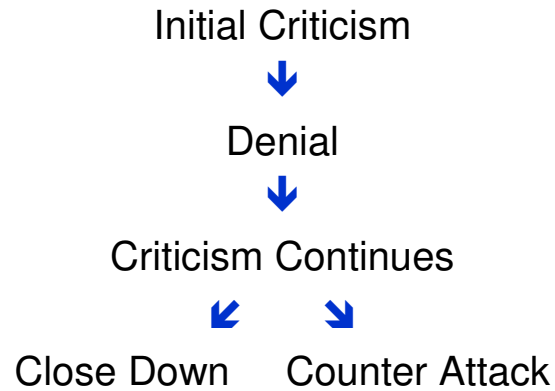 Initial Criticism
Denial
Criticism Continues
Close Down Counter Attack